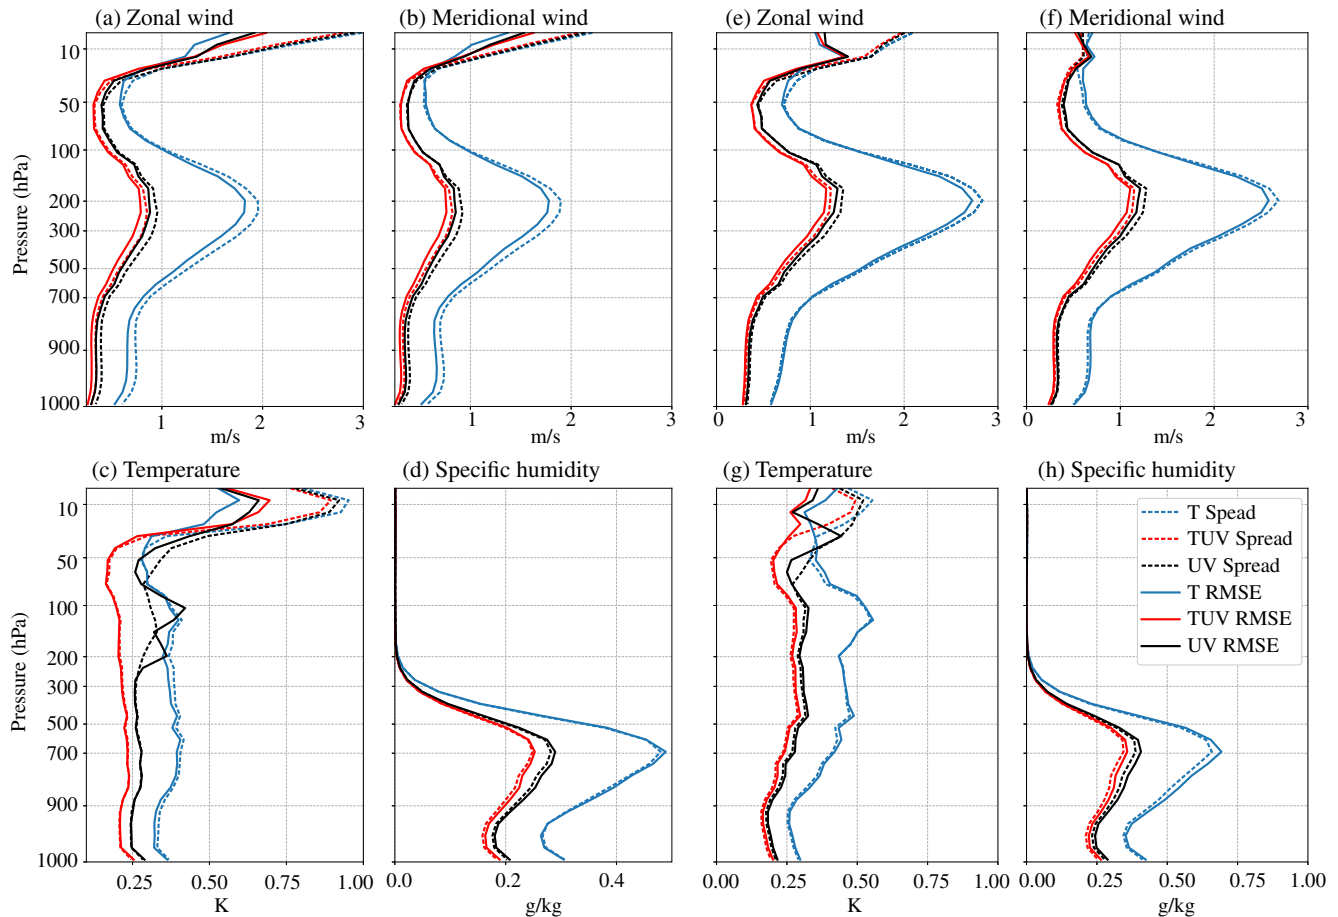 (a) Zonal wind
(b) Meridional wind
(e) Zonal wind
(f) Meridional wind
Pressure (hPa)
10
50
100
200
300
500
700
900
1000
1 2 3
m/s
1 2 3
m/s
0 1 2 3
m/s
0 1 2 3
m/s
(c) Temperature
(d) Specific humidity
(g) Temperature
(h) Specific humidity
Pressure (hPa)
10
50
100
200
300
500
700
900
1000
0.25 0.50 0.75 1.00
K
0.0 0.2 0.4
g/kg
0.00 0.25 0.50 0.75 1.00
K
0.00 0.25 0.50 0.75 1.00
g/kg
T Spead
TUV Spread
UV Spread
T RMSE
TUV RMSE
UV RMSE